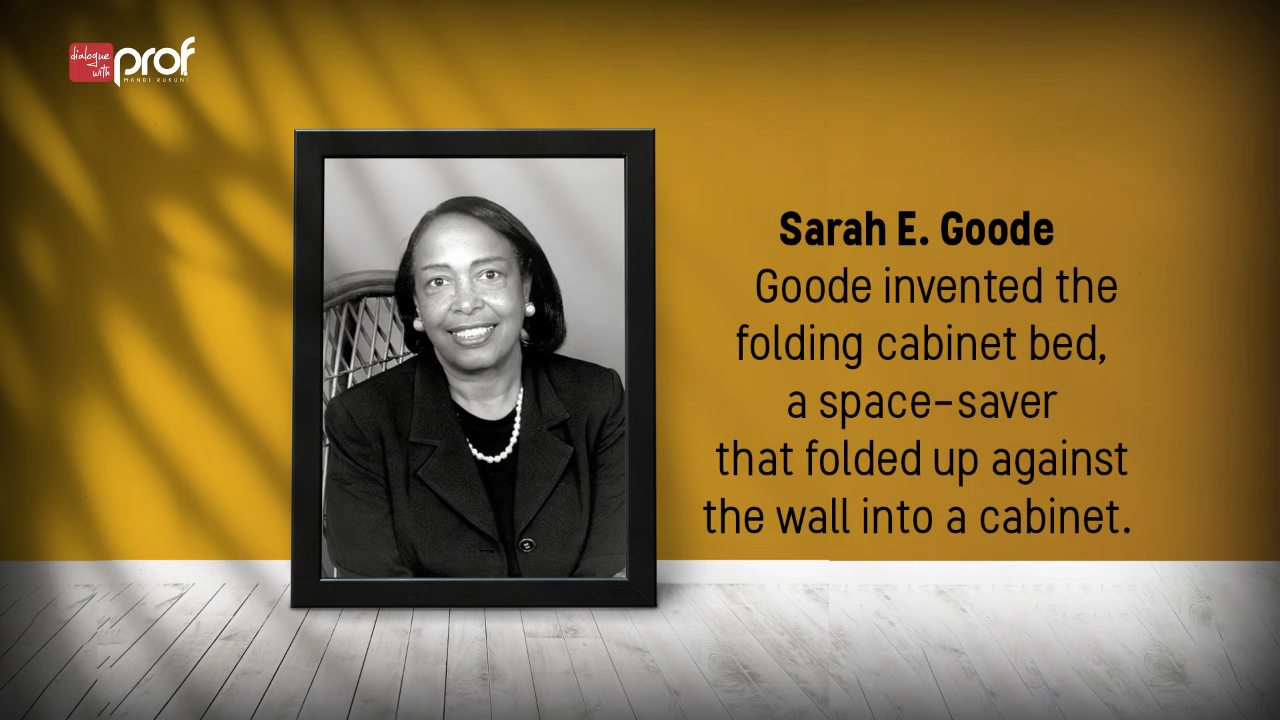 dialogue
with
prof
MANDI RUKUNI
Sarah E. Goode
Goode invented the
folding cabinet bed,
a space-saver
that folded up against
the wall into a cabinet.